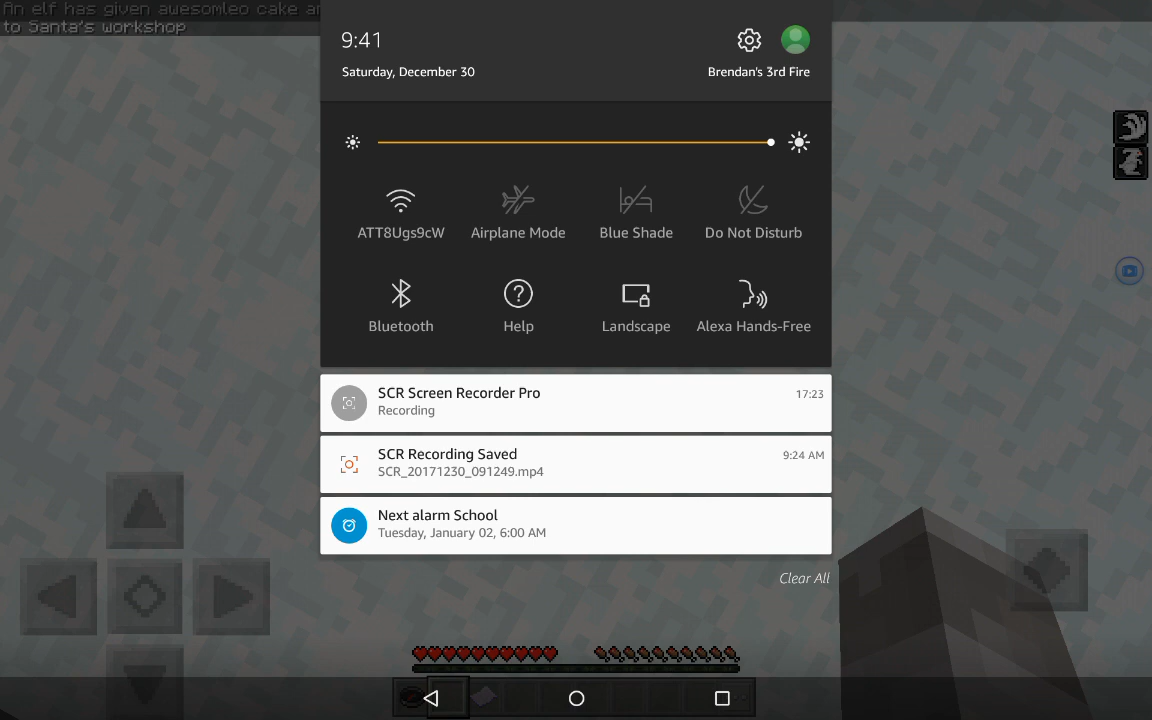 An elf has given awesomleo cake an
to Santa's workshop
9:41
Saturday, December 30
Brendan's 3rd Fire
ATT8Ugs9cW
Airplane Mode
Blue Shade
Do Not Disturb
Bluetooth
Help
Landscape
Alexa Hands-Free
SCR Screen Recorder Pro
17:23
Recording
SCR Recording Saved
9:24 AM
SCR_20171230_091249.mp4
Next alarm School
Tuesday, January 02, 6:00 AM
Clear All